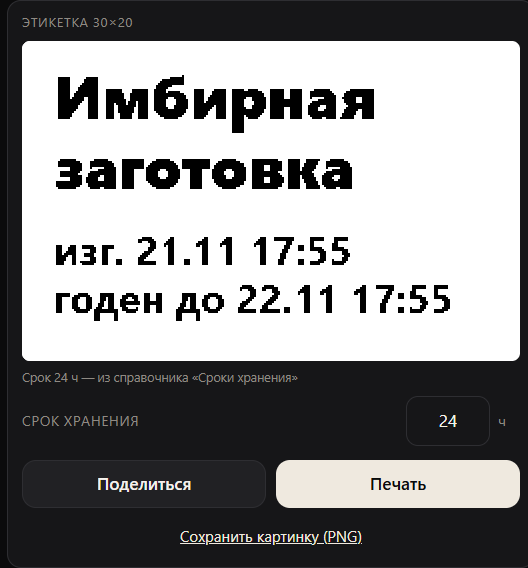 ЭТИКЕТКА 30×20
Имбирная
заготовка
изг. 21.11 17:55
годен до 22.11 17:55
Срок 24 ч — из справочника «Сроки хранения»
СРОК ХРАНЕНИЯ 24 ч
Поделиться Печать
Сохранить картинку (PNG)